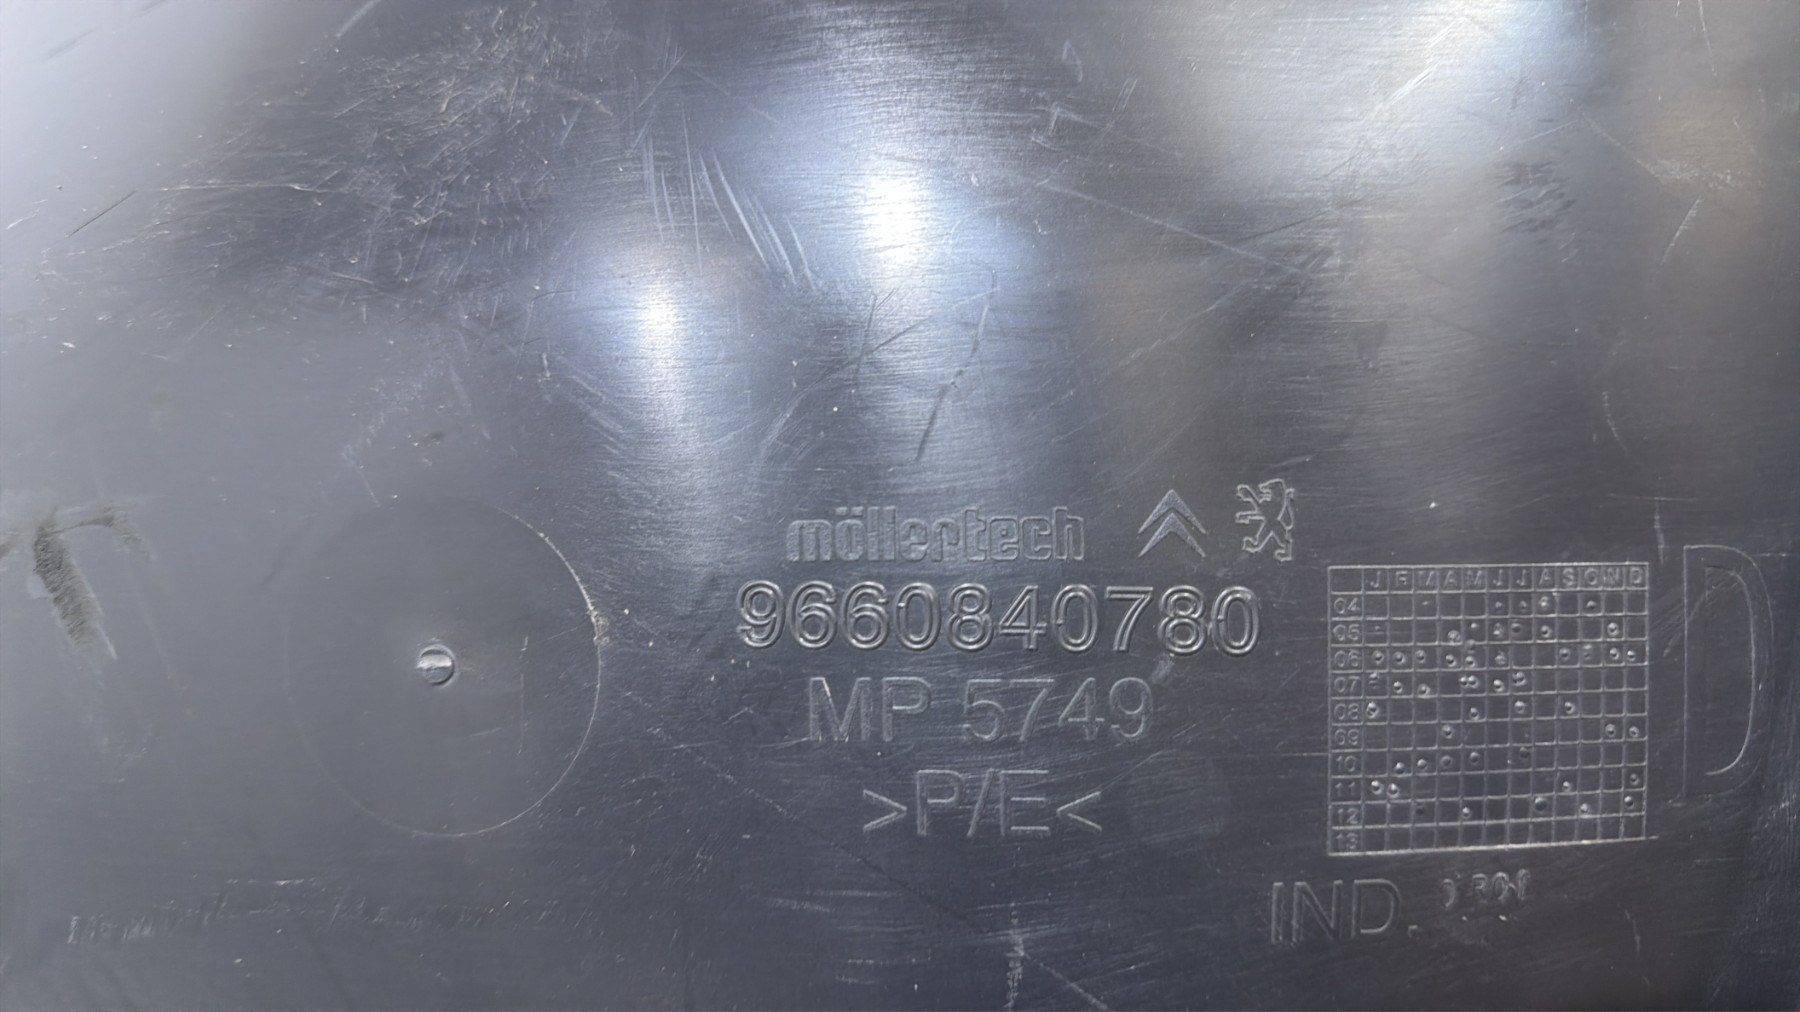 möllertech
9660840780
MP 5749
>P/E<
J F M A M J J A S O N D
04
05
06
07
08
09
10
11
12
13
D
IND.